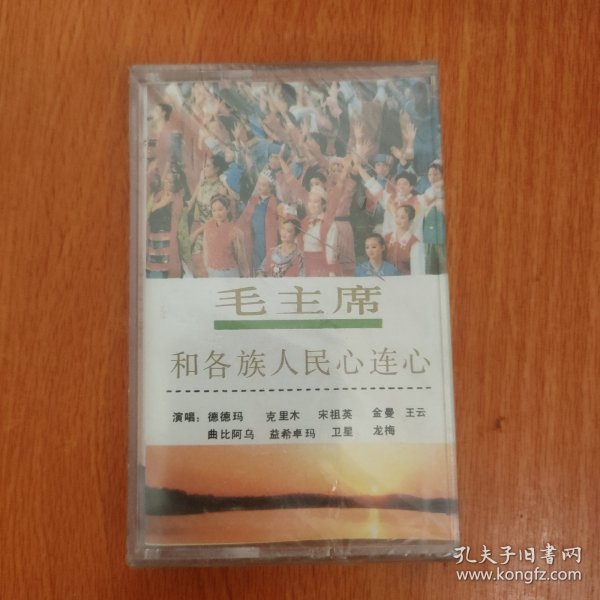 毛主席
和各族人民心连心
演唱：德德玛 克里木 宋祖英 金曼 王云
曲比阿乌 益希卓玛 卫星 龙梅
孔夫子旧书网
www.kongfz.com